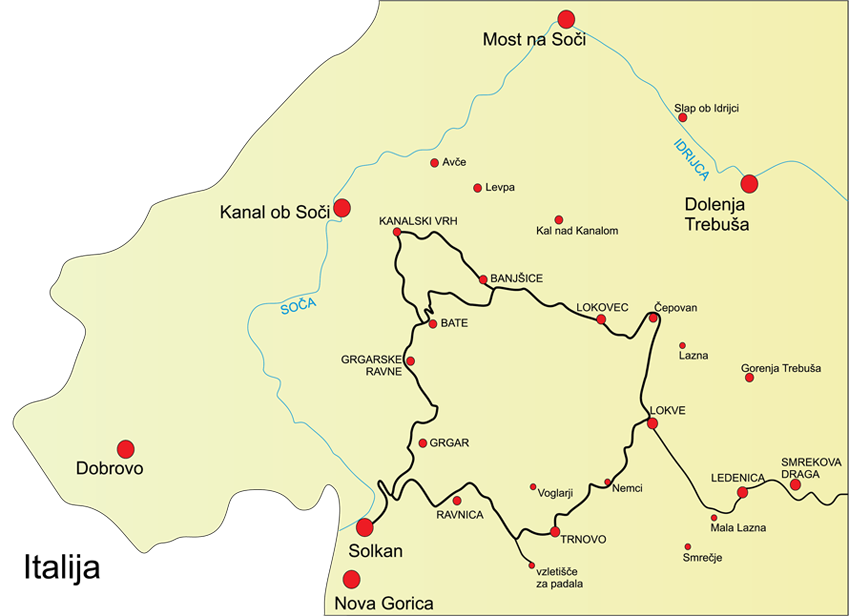 Most na Soči
Slap ob Idrijci
IDRIJCA
Avče
Levpa
Dolenja
Trebuša
Kanal ob Soči
KANALSKI VRH
Kal nad Kanalom
BANJŠICE
SOČA
LOKOVEC
Čepovan
BATE
Lazna
GRGARSKE
RAVNE
Gorenja Trebuša
LOKVE
GRGAR
Dobrovo
SMREKOVA
DRAGA
LEDENICA
Voglarji
Nemci
RAVNICA
Mala Lazna
TRNOVO
Solkan
Smrečje
Italija
vzletišče
za padala
Nova Gorica